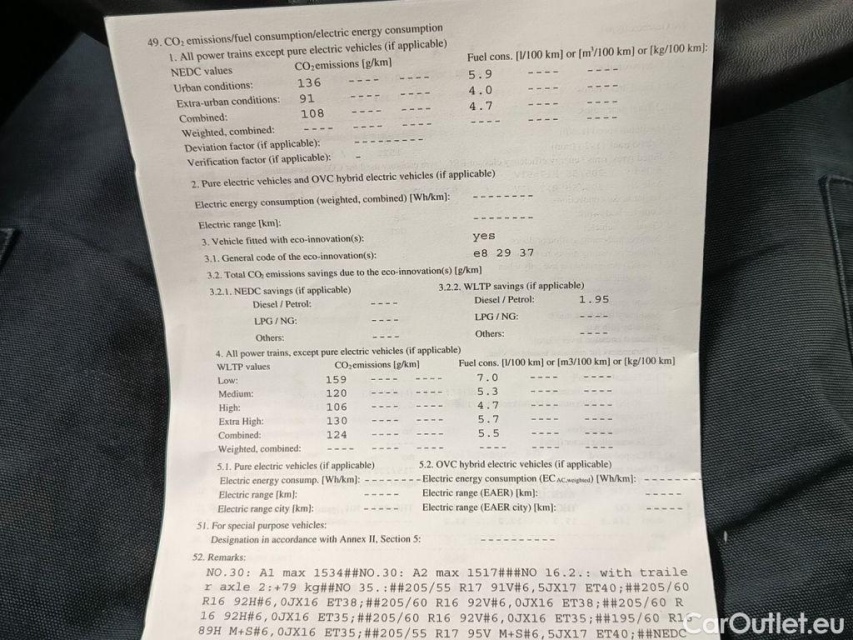 49. CO₂ emissions/fuel consumption/electric energy consumption
1. All power trains except pure electric vehicles (if applicable)
NEDC values CO₂emissions [g/km] Fuel cons. [l/100 km] or [m³/100 km] or [kg/100 km]:
Urban conditions: 136 ---- ---- 5.9 ---- ----
Extra-urban conditions: 91 ---- ---- 4.0 ---- ----
Combined: 108 ---- ---- 4.7 ---- ----
Weighted, combined: ---- ---- ---- ---- ---- ----
Deviation factor (if applicable): ---------
Verification factor (if applicable): -
2. Pure electric vehicles and OVC hybrid electric vehicles (if applicable)
Electric energy consumption (weighted, combined) [Wh/km]: --------
Electric range [km]: --------
3. Vehicle fitted with eco-innovation(s): yes
3.1. General code of the eco-innovation(s): e8 29 37
3.2. Total CO₂ emissions savings due to the eco-innovation(s) [g/km]
3.2.1. NEDC savings (if applicable) 3.2.2. WLTP savings (if applicable)
Diesel / Petrol: ---- Diesel / Petrol: 1.95
LPG / NG: ---- LPG / NG: ----
Others: ---- Others: ----
4. All power trains, except pure electric vehicles (if applicable)
WLTP values CO₂emissions [g/km] Fuel cons. [l/100 km] or [m3/100 km] or [kg/100 km]
Low: 159 ---- ---- 7.0 ---- ----
Medium: 120 ---- ---- 5.3 ---- ----
High: 106 ---- ---- 4.7 ---- ----
Extra High: 130 ---- ---- 5.7 ---- ----
Combined: 124 ---- ---- 5.5 ---- ----
Weighted, combined: ---- ---- ---- ---- ---- ----
5.1. Pure electric vehicles (if applicable) 5.2. OVC hybrid electric vehicles (if applicable)
Electric energy consump. [Wh/km]: ----- Electric energy consumption (EC AC,weighted) [Wh/km]: -----
Electric range [km]: ----- Electric range (EAER) [km]: -----
Electric range city [km]: ----- Electric range (EAER city) [km]: -----
51. For special purpose vehicles:
Designation in accordance with Annex II, Section 5: ----------
52. Remarks:
NO.30: A1 max 1534##NO.30: A2 max 1517###NO 16.2.: with traile
r axle 2:+79 kg##NO 35.:##205/55 R17 91V#6,5JX17 ET40;##205/60
R16 92H#6,0JX16 ET38;##205/60 R16 92V#6,0JX16 ET38;##205/60 R
16 92H#6,0JX16 ET35;##205/60 R16 92V#6,0JX16 ET35;##195/60 R16
89H M+S#6,0JX16 ET35;##205/55 R17 95V M+S#6,5JX17 ET40;##NEDC:
CarOutlet.eu